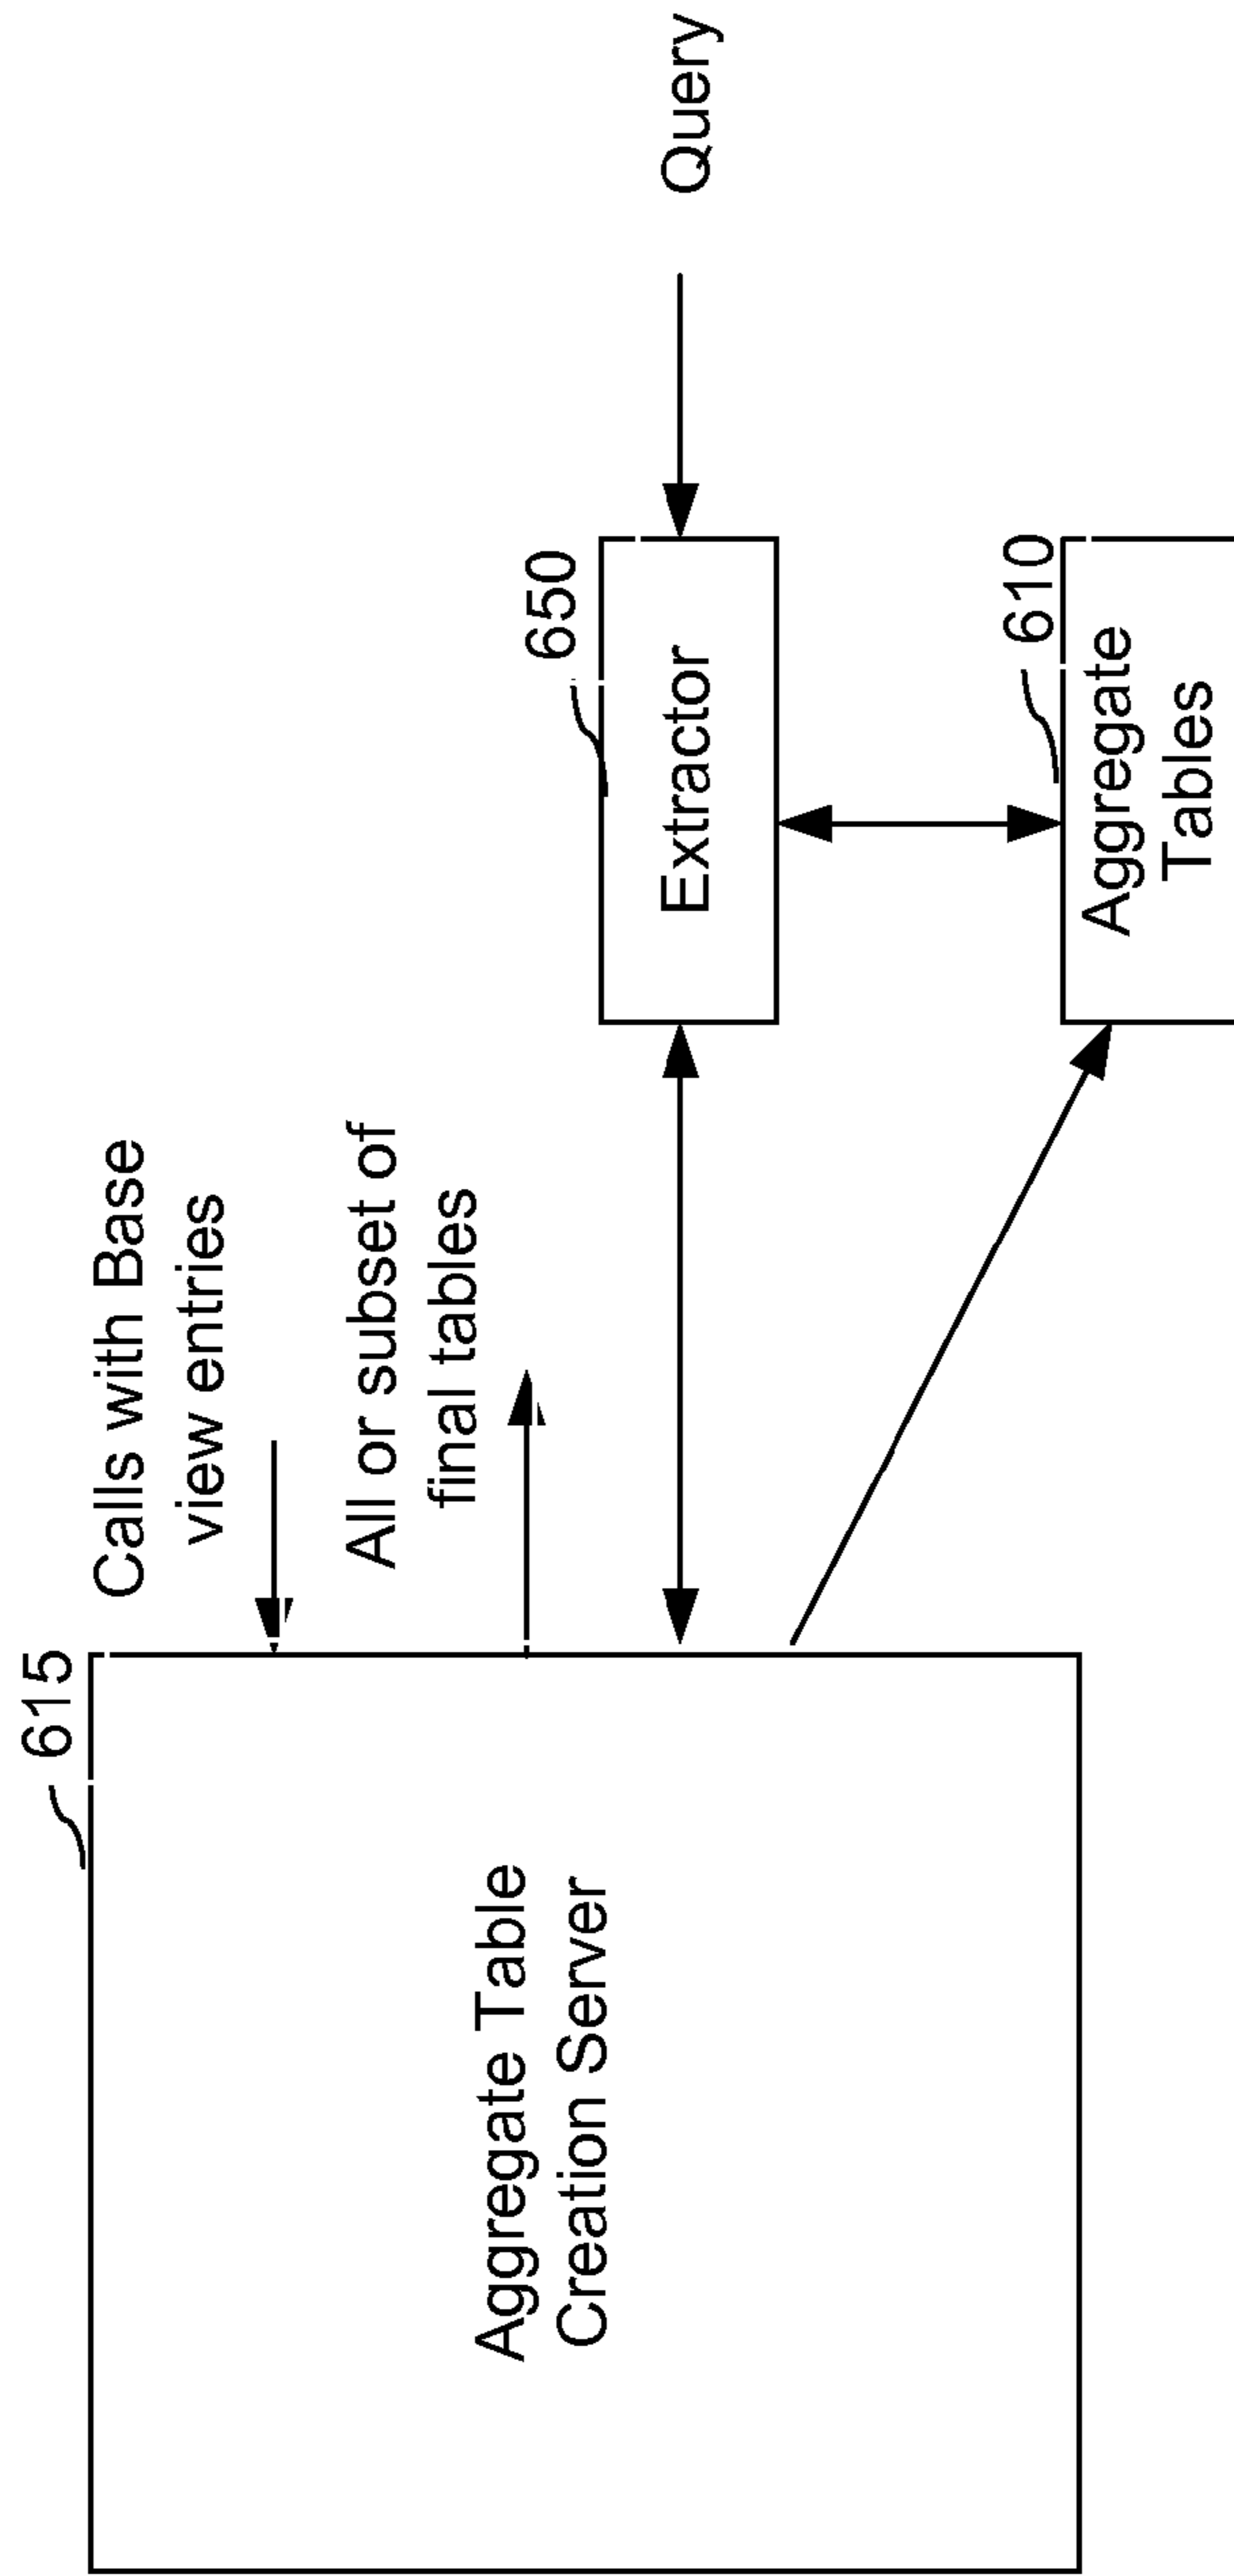 615
Calls with Base
view entries
All or subset of
final tables
Aggregate Table
Creation Server
650
Extractor
Query
610
Aggregate
Tables